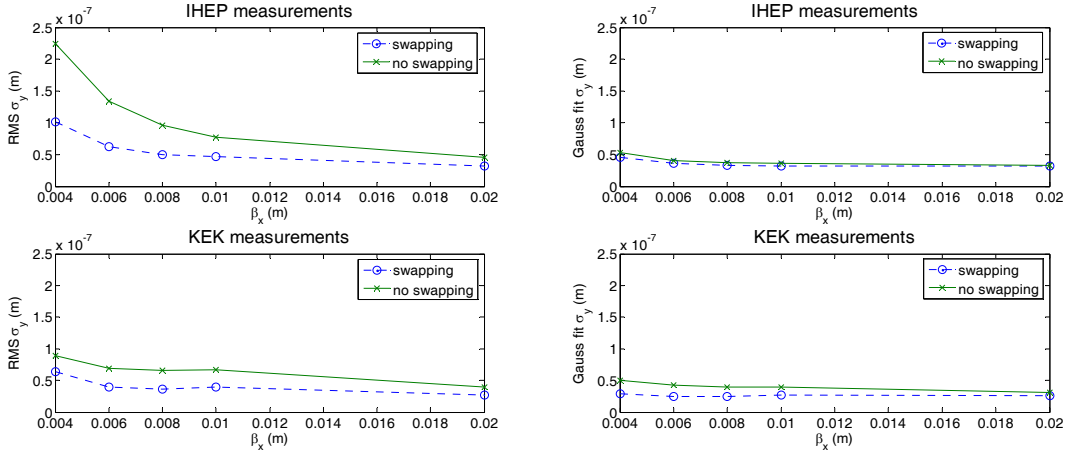 IHEP measurements
x 10⁻⁷
2.5
2
1.5
1
0.5
0
RMS σ_y (m)
swapping
no swapping
0.004 0.006 0.008 0.01 0.012 0.014 0.016 0.018 0.02
β_x (m)
IHEP measurements
x 10⁻⁷
2.5
2
1.5
1
0.5
0
Gauss fit σ_y (m)
swapping
no swapping
0.004 0.006 0.008 0.01 0.012 0.014 0.016 0.018 0.02
β_x (m)
KEK measurements
x 10⁻⁷
2.5
2
1.5
1
0.5
0
RMS σ_y (m)
swapping
no swapping
0.004 0.006 0.008 0.01 0.012 0.014 0.016 0.018 0.02
β_x (m)
KEK measurements
x 10⁻⁷
2.5
2
1.5
1
0.5
0
Gauss fit σ_y (m)
swapping
no swapping
0.004 0.006 0.008 0.01 0.012 0.014 0.016 0.018 0.02
β_x (m)